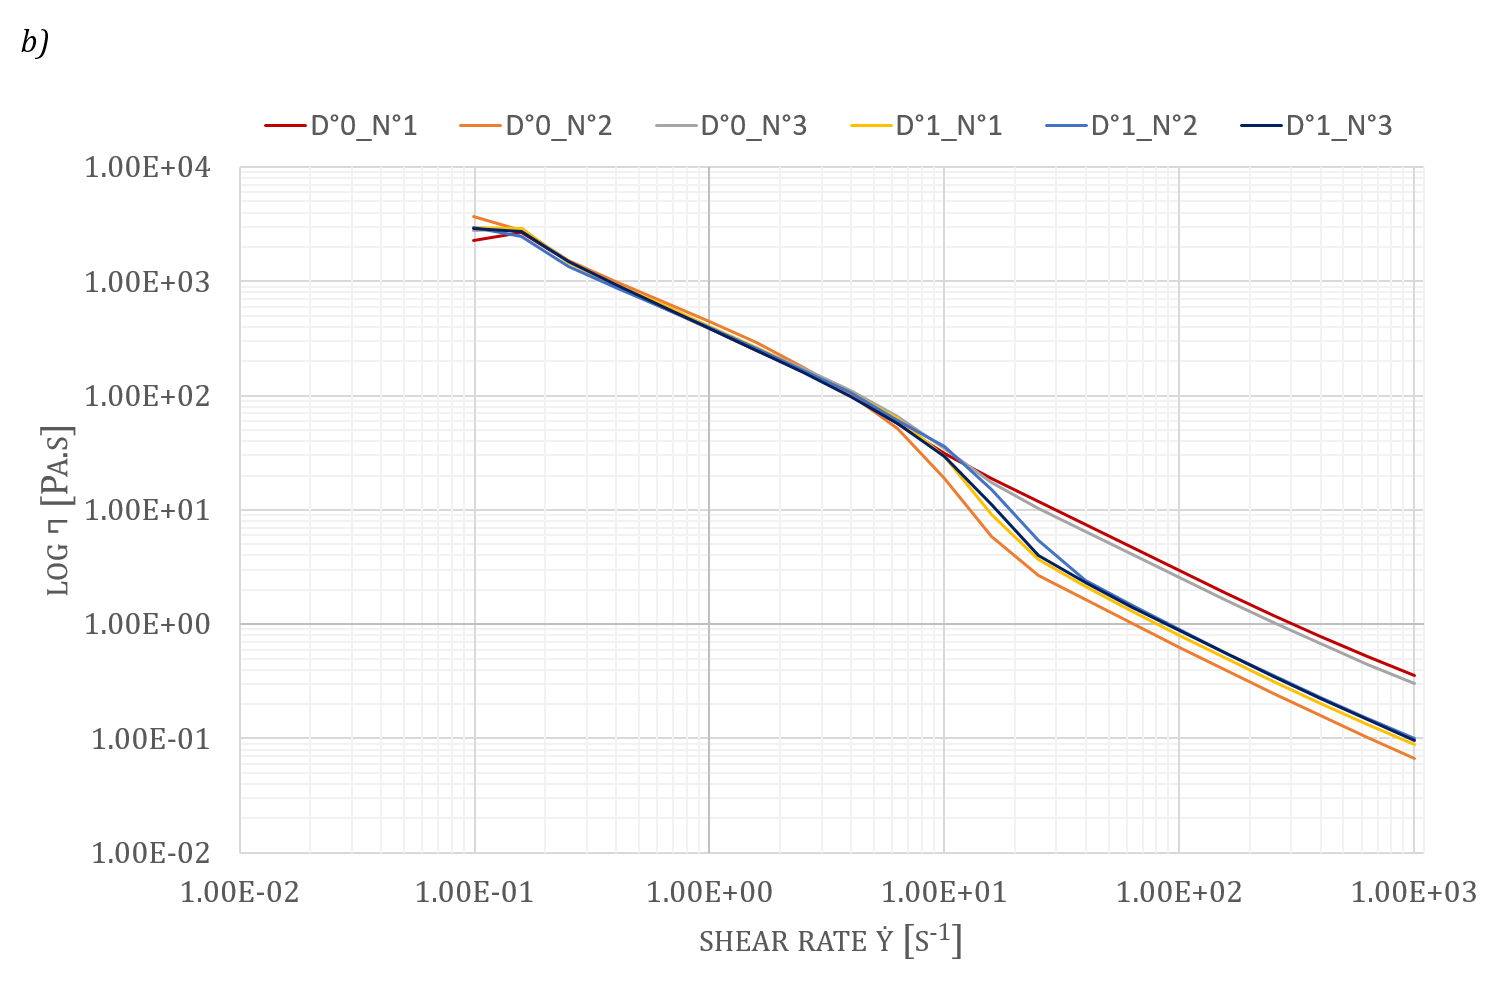 b)
D°0_N°1 D°0_N°2 D°0_N°3 D°1_N°1 D°1_N°2 D°1_N°3
1.00E+04
1.00E+03
1.00E+02
1.00E+01
1.00E+00
1.00E-01
1.00E-02
LOG ꓶ [PA.S]
1.00E-02 1.00E-01 1.00E+00 1.00E+01 1.00E+02 1.00E+03
SHEAR RATE Ẏ [S⁻¹]